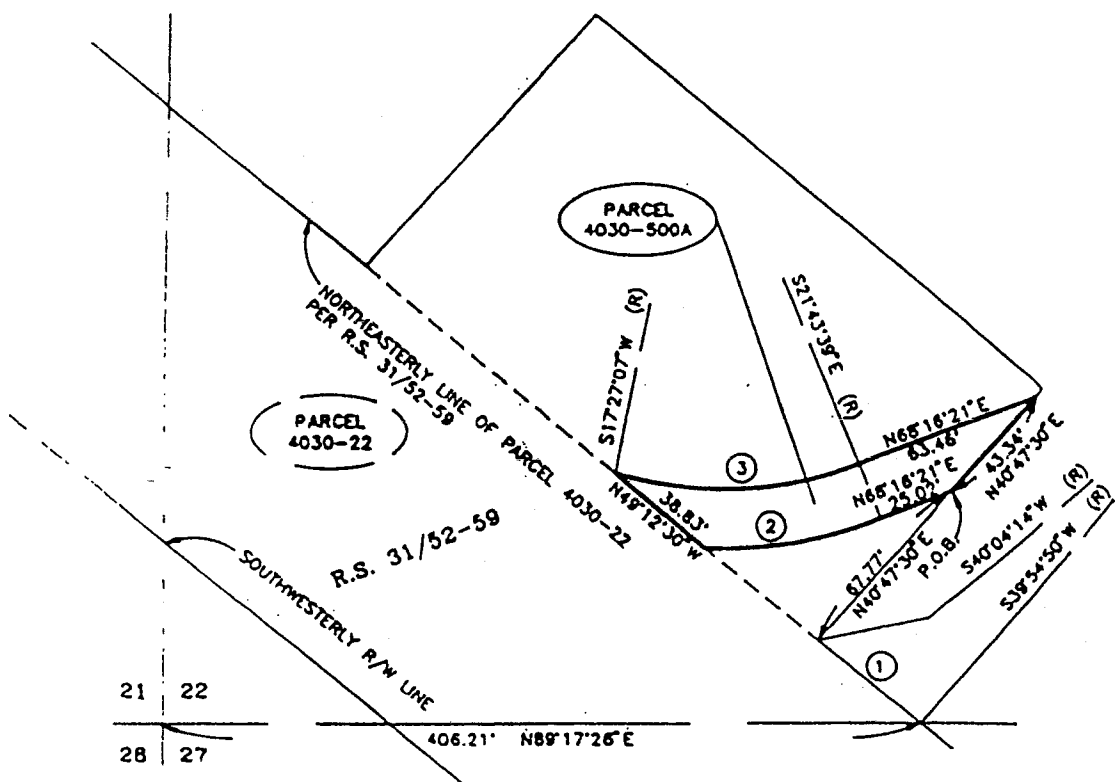 PARCEL
4030-500A
S21°43'39"E (R)
NORTHEASTERLY LINE OF PARCEL 4030-22
PER R.S. 31/52-59
S17°27'07"W (R)
PARCEL
4030-22
N68°16'21"E
63.46'
3
43.34'
N40°47'30"E
38.83'
N49°12'30"W
N68°16'21"E
25.03'
2
R.S. 31/52-59
67.77'
N40°47'30"E
P.O.B.
S40°04'14"W (R)
S39°54'50"W (R)
SOUTHWESTERLY R/W LINE
1
21 22
28 27
406.21' N89°17'26"E